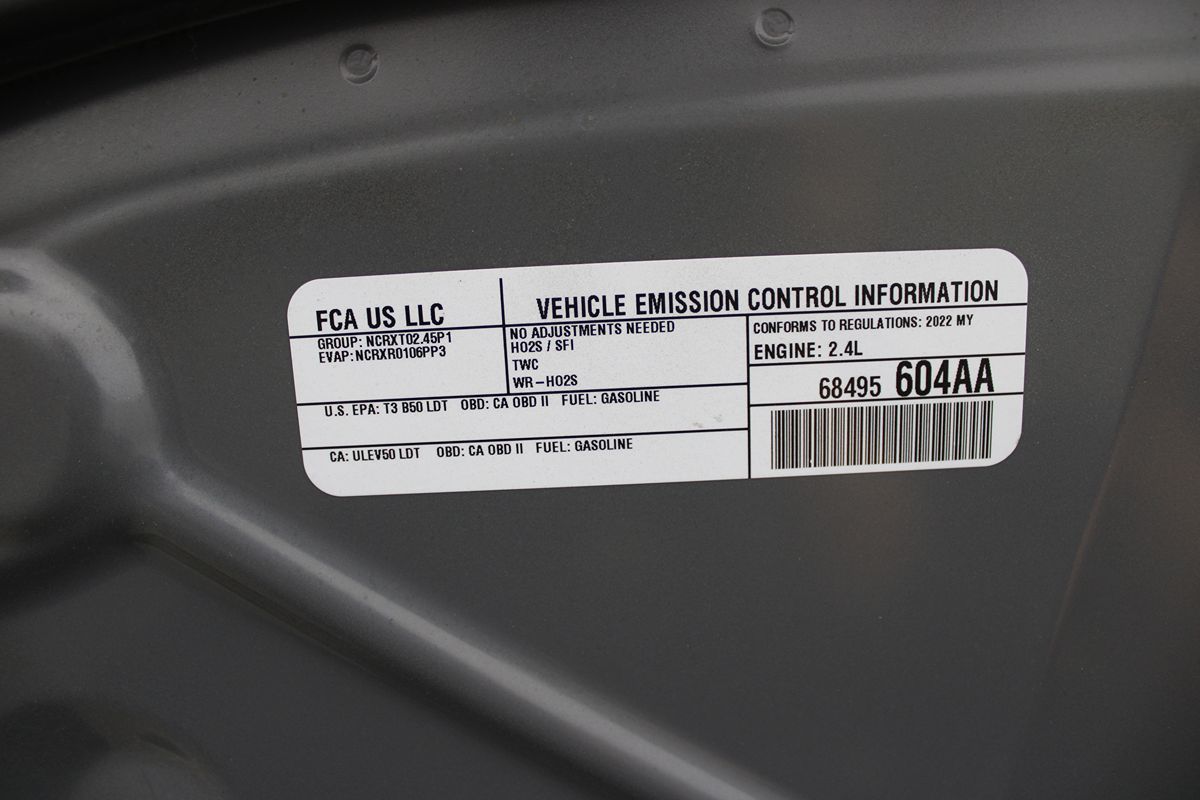 FCA US LLC
VEHICLE EMISSION CONTROL INFORMATION
GROUP: NCRXT02.45P1
EVAP: NCRXR0106PP3
NO ADJUSTMENTS NEEDED
HO2S / SFI
TWC
WR-HO2S
CONFORMS TO REGULATIONS: 2022 MY
ENGINE: 2.4L
68495 604AA
U.S. EPA: T3 B50 LDT OBD: CA OBD II FUEL: GASOLINE
CA: ULEV50 LDT OBD: CA OBD II FUEL: GASOLINE